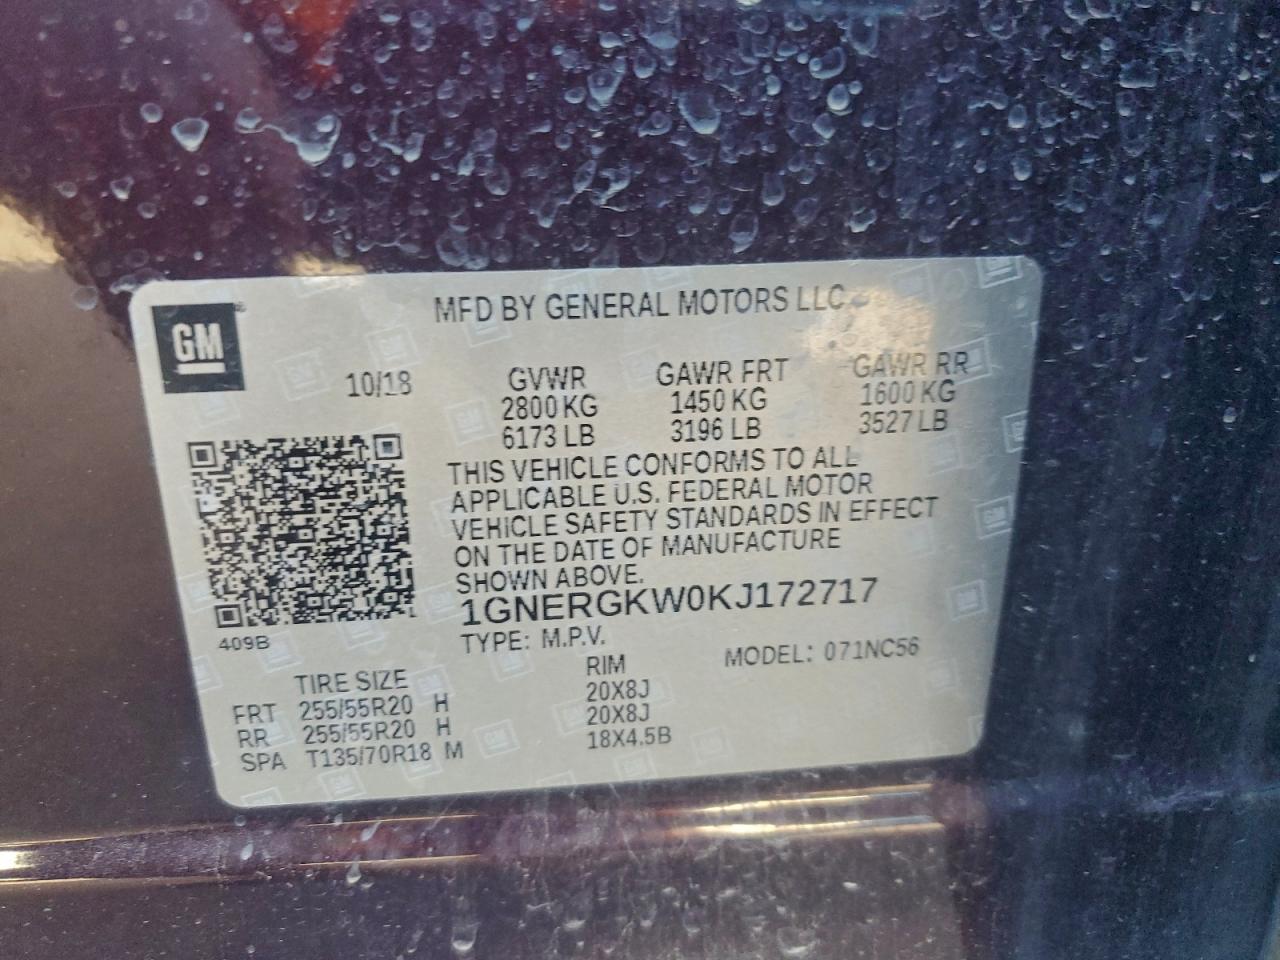 GM
MFD BY GENERAL MOTORS LLC
10/18 GVWR GAWR FRT GAWR RR
2800 KG 1450 KG 1600 KG
6173 LB 3196 LB 3527 LB
THIS VEHICLE CONFORMS TO ALL
APPLICABLE U.S. FEDERAL MOTOR
VEHICLE SAFETY STANDARDS IN EFFECT
ON THE DATE OF MANUFACTURE
SHOWN ABOVE.
1GNERGKW0KJ172717
409B
TYPE: M.P.V. MODEL: 071NC56
TIRE SIZE RIM
FRT 255/55R20 H 20X8J
RR 255/55R20 H 20X8J
SPA T135/70R18 M 18X4.5B